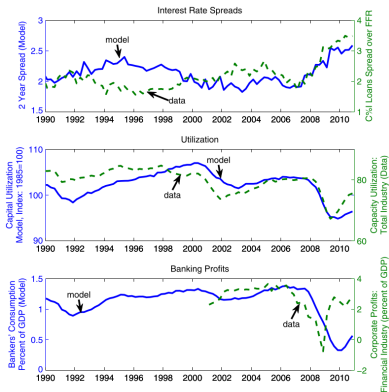 Interest Rate Spreads
3
4
model
2.5
3
2
2
data
1.5
1
1990 1992 1994 1996 1998 2000 2002 2004 2006 2008 2010
2 Year Spread (Model)
C&I Loans Spread over FFR
Utilization
110
model
100
80
data
90
60
1990 1992 1994 1996 1998 2000 2002 2004 2006 2008 2010
Capital Utilization
Model, Index: 1985=100)
Capacity Utilization:
Total Industry (Data)
Banking Profits
1.5
4
model
1
2
0.5
data
0
0
-2
1990 1992 1994 1996 1998 2000 2002 2004 2006 2008 2010
Bankers' Consumption
Percent of GDP (Model)
Corporate Profits:
Financial Industry (percent of GDP)